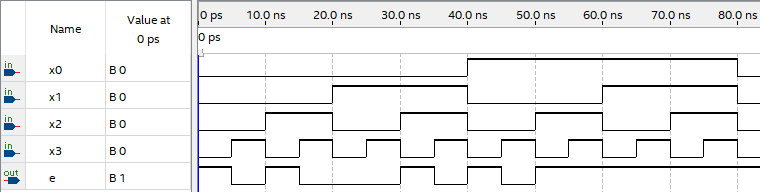 Name
Value at
0 ps
0 ps 10.0 ns 20.0 ns 30.0 ns 40.0 ns 50.0 ns 60.0 ns 70.0 ns 80.0 ns
0 ps
in x0 B 0
in x1 B 0
in x2 B 0
in x3 B 0
out e B 1